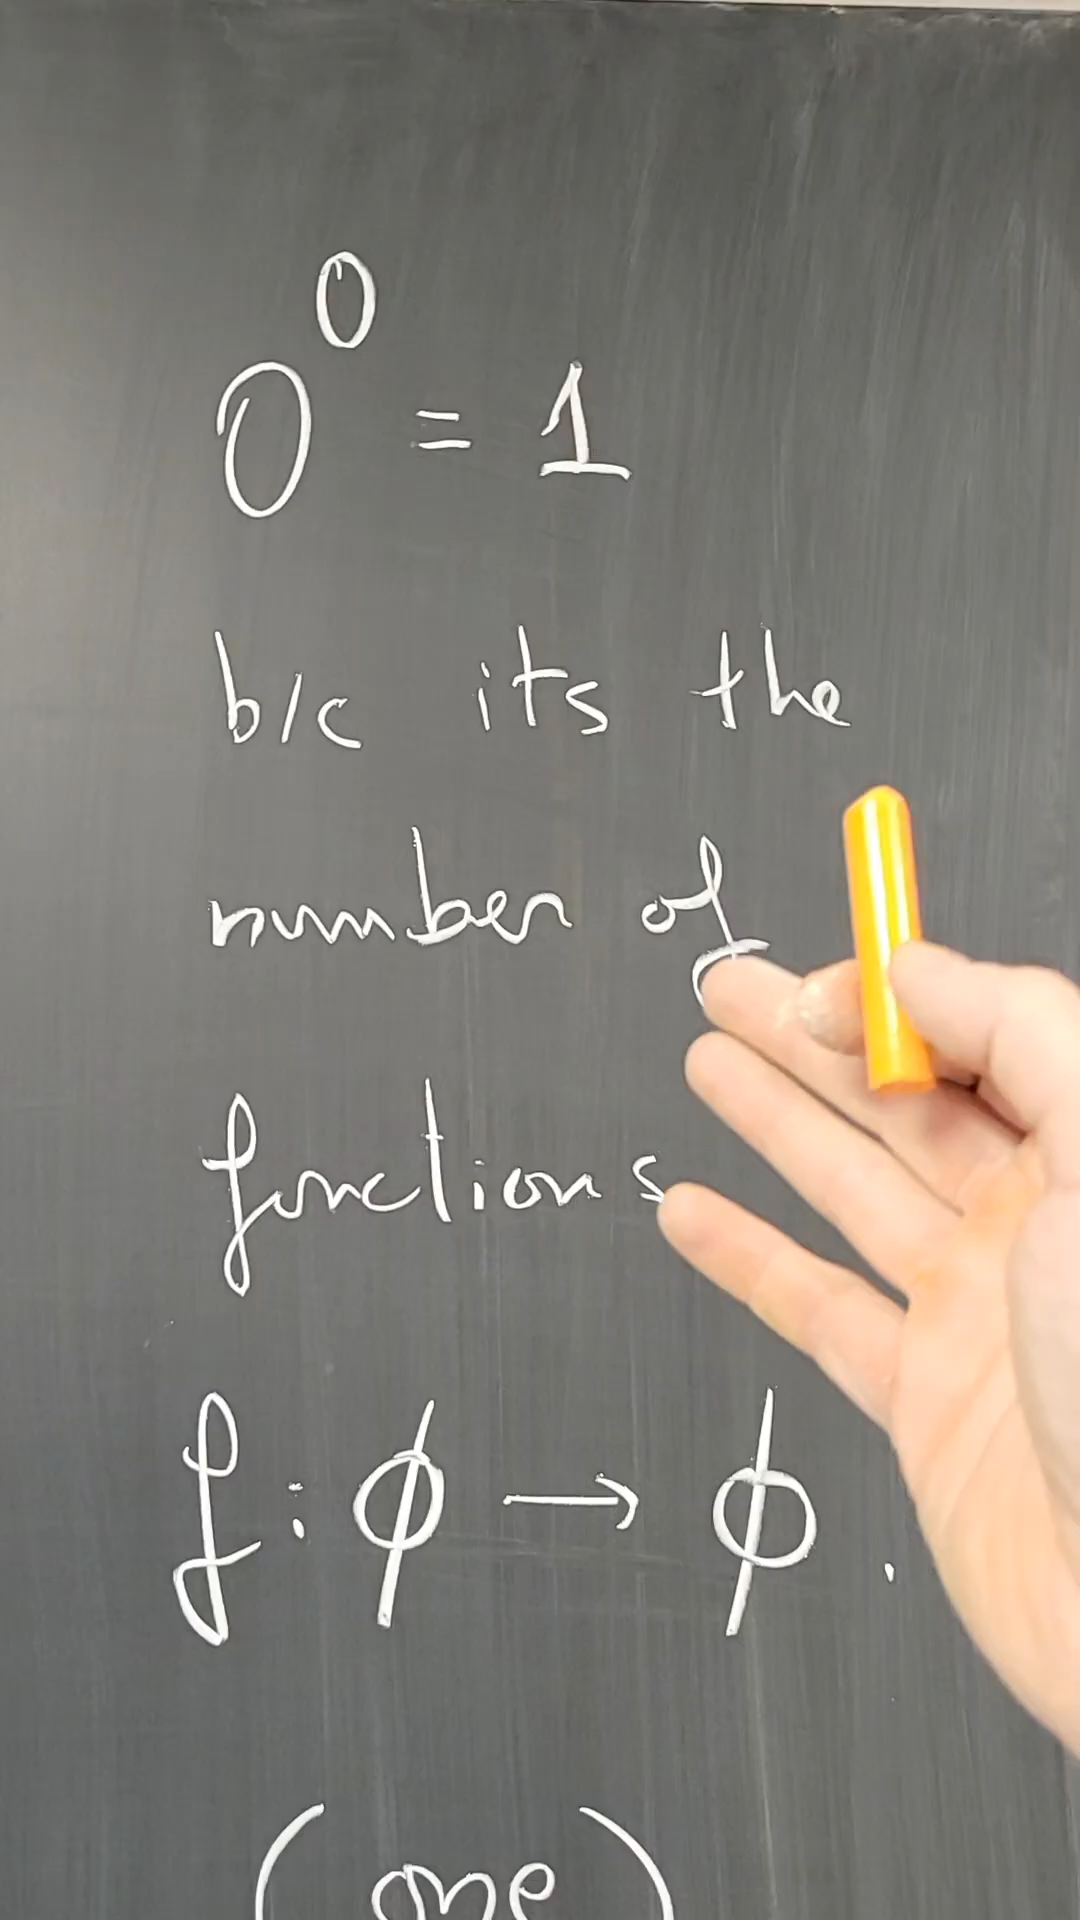 0⁰ = 1
b/c its the
number of
functions
f : ϕ → ϕ .
(one)